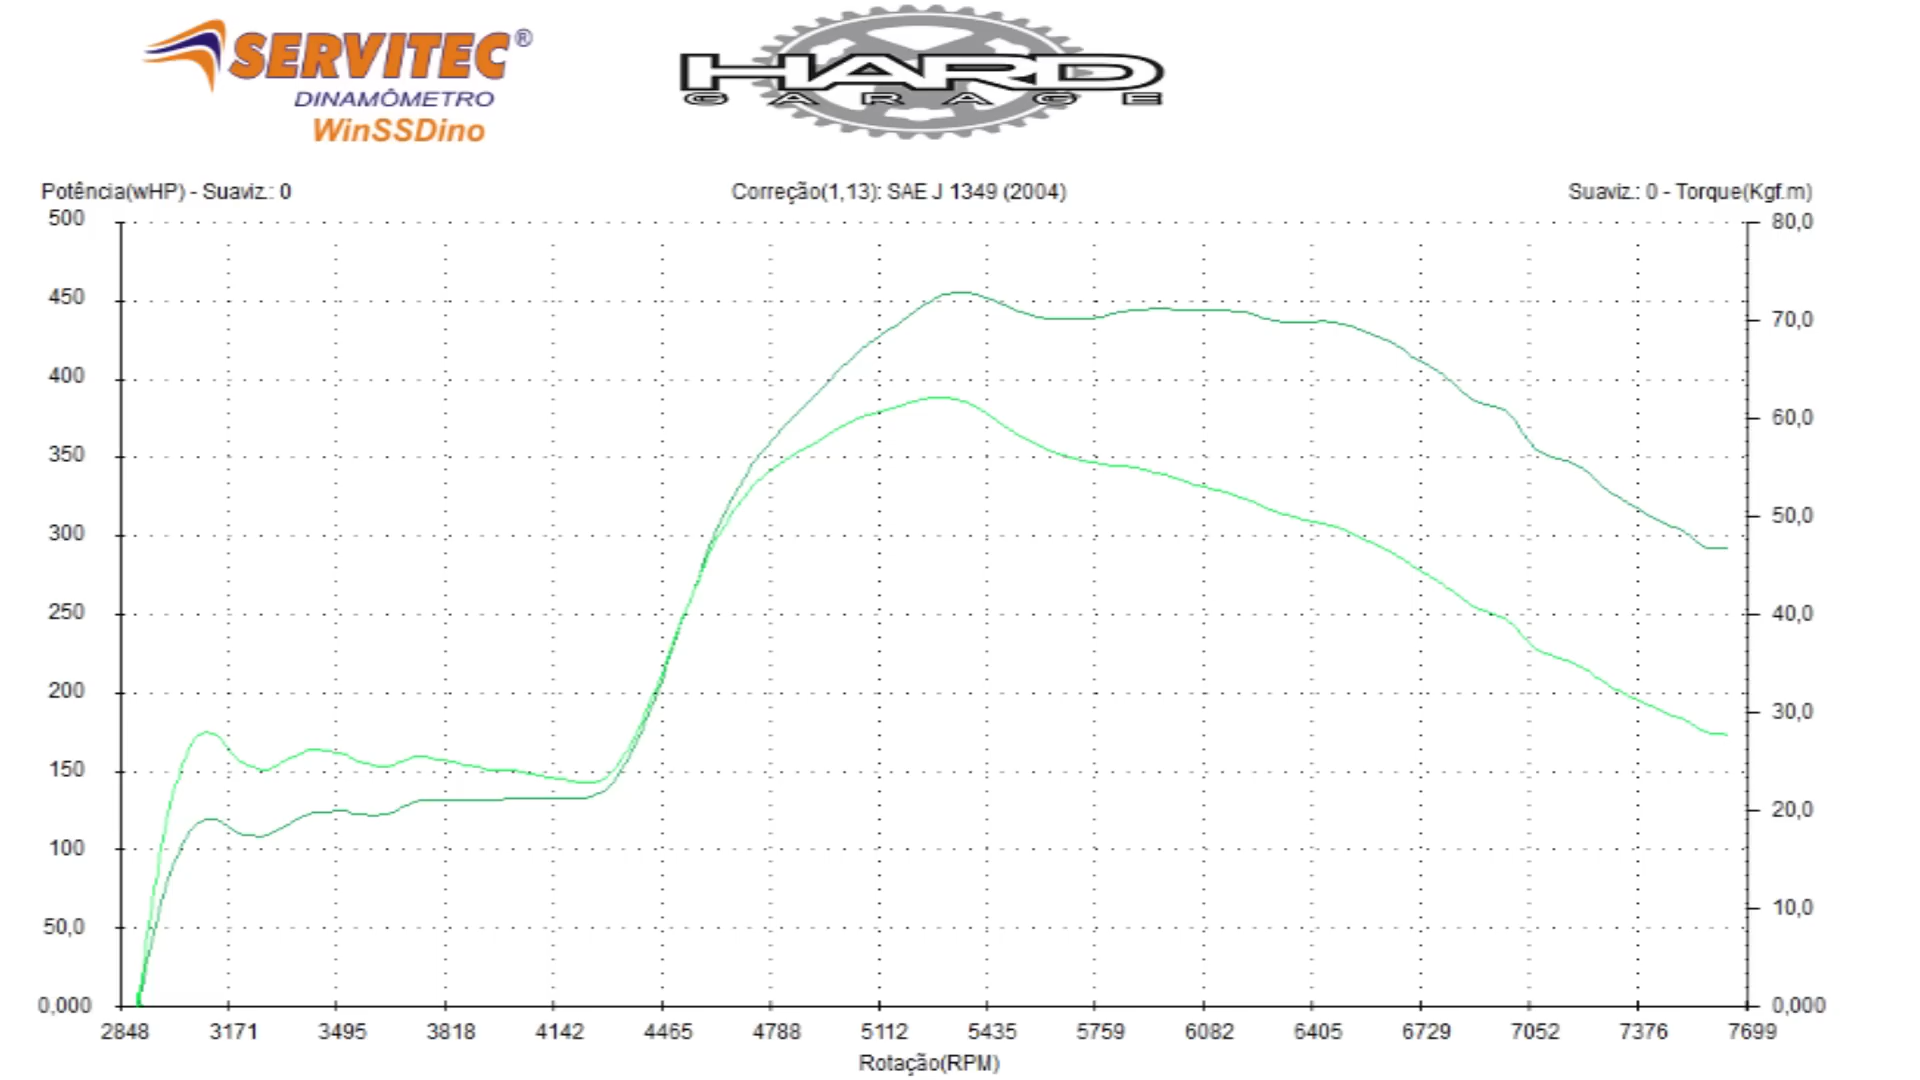 SERVITEC®
DINAMÔMETRO
WinSSDino
HARD
GARAGE
Potência(wHP) - Suaviz.: 0
Correção(1,13): SAE J 1349 (2004)
Suaviz.: 0 - Torque(Kgf.m)
500
450
400
350
300
250
200
150
100
50,0
0,000
80,0
70,0
60,0
50,0
40,0
30,0
20,0
10,0
0,000
2848 3171 3495 3818 4142 4465 4788 5112 5435 5759 6082 6405 6729 7052 7376 7699
Rotação(RPM)